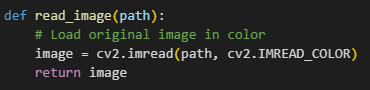 def read_image(path):
    # Load original image in color
    image = cv2.imread(path, cv2.IMREAD_COLOR)
    return image